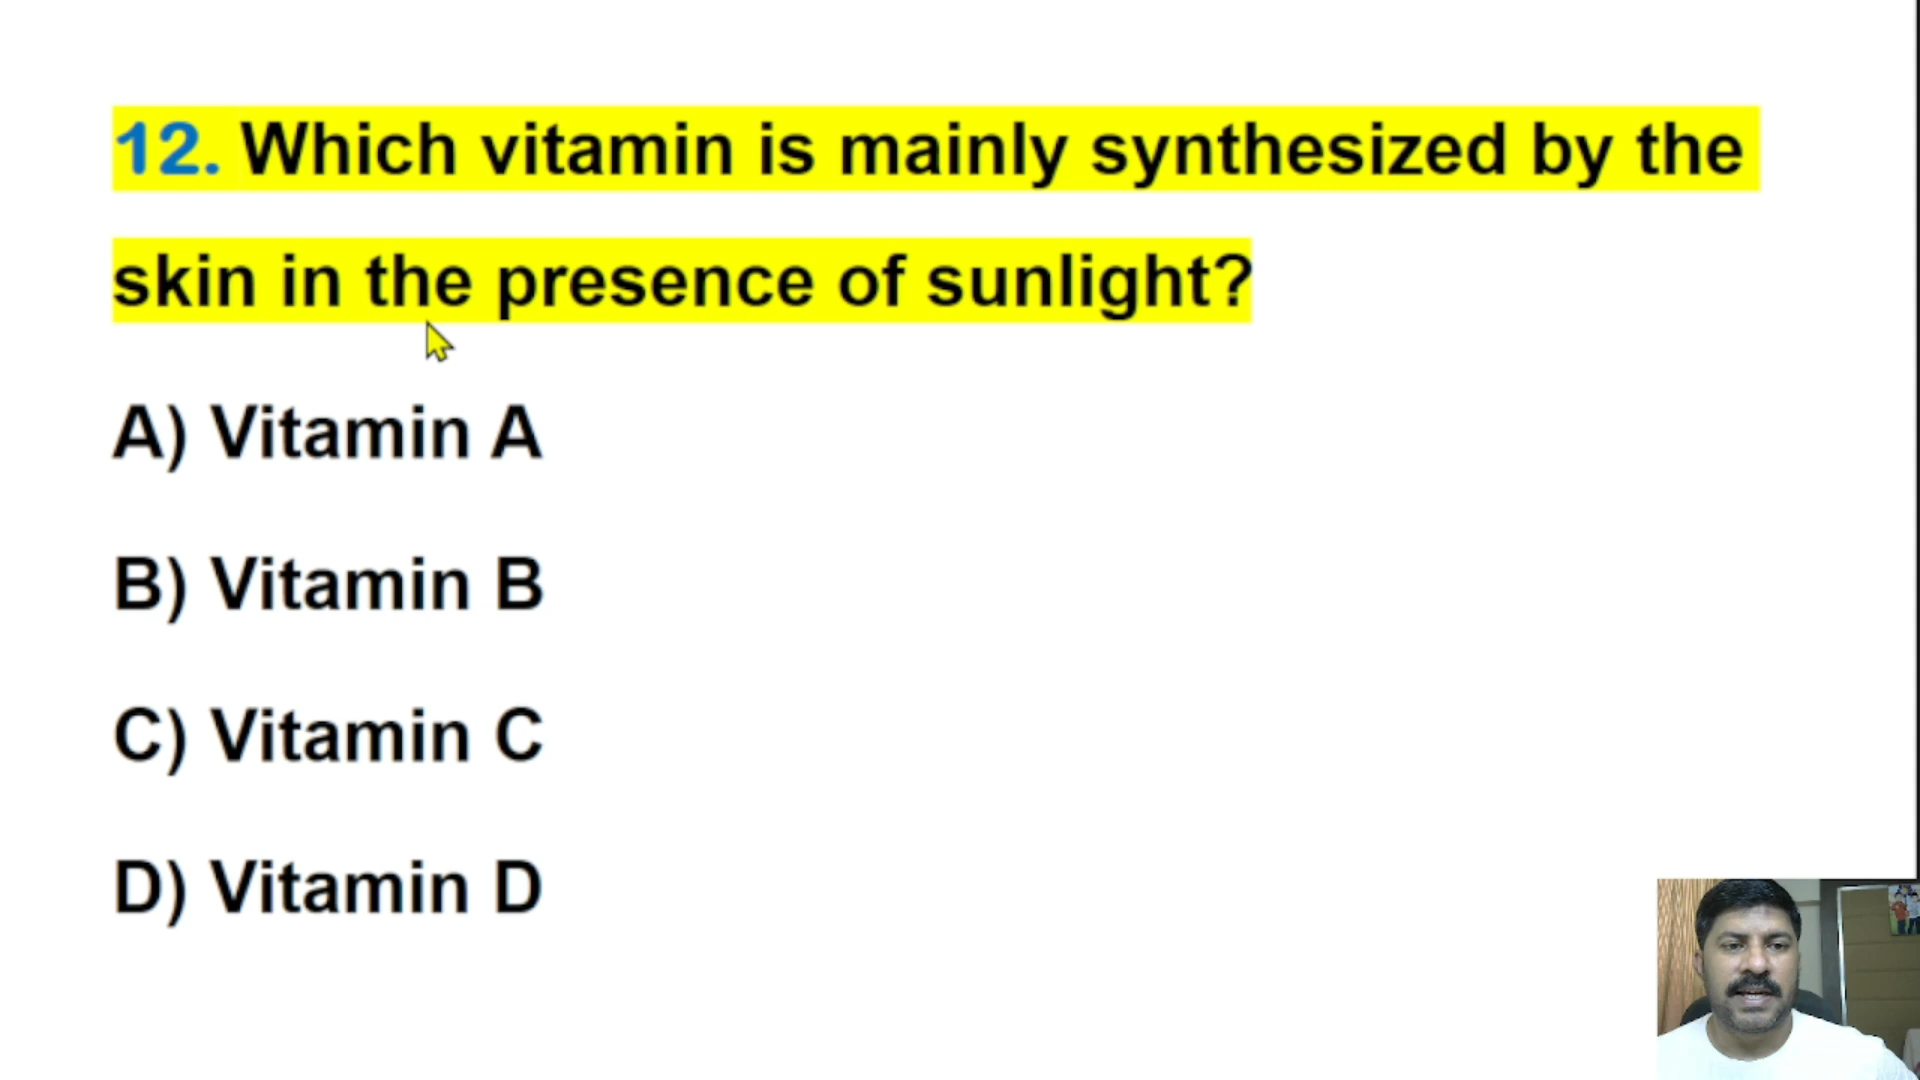 12. Which vitamin is mainly synthesized by the
skin in the presence of sunlight?
A) Vitamin A
B) Vitamin B
C) Vitamin C
D) Vitamin D